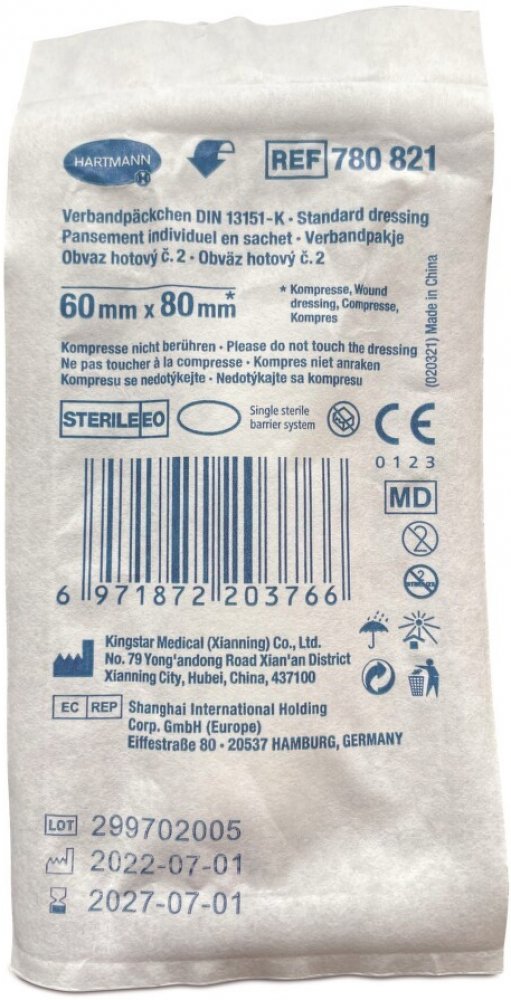 HARTMANN
REF 780 821
Verbandpäckchen DIN 13151-K · Standard dressing
Pansement individuel en sachet · Verbandpakje
Obvaz hotový č. 2 · Obväz hotový č. 2
60 mm x 80 mm*
* Kompresse, Wound
dressing, Compresse,
Kompres
(020321) Made in China
Kompresse nicht berühren · Please do not touch the dressing
Ne pas toucher à la compresse · Kompres niet anraken
Kompresu se nedotýkejte · Nedotýkajte sa kompresu
STERILE EO
Single sterile
barrier system
CE
0123
MD
2
6 971872 203766
Kingstar Medical (Xianning) Co., Ltd.
No. 79 Yong'andong Road Xian'an District
Xianning City, Hubei, China, 437100
EC REP
Shanghai International Holding
Corp. GmbH (Europe)
Eiffestraße 80 · 20537 HAMBURG, GERMANY
LOT 299702005
2022-07-01
2027-07-01